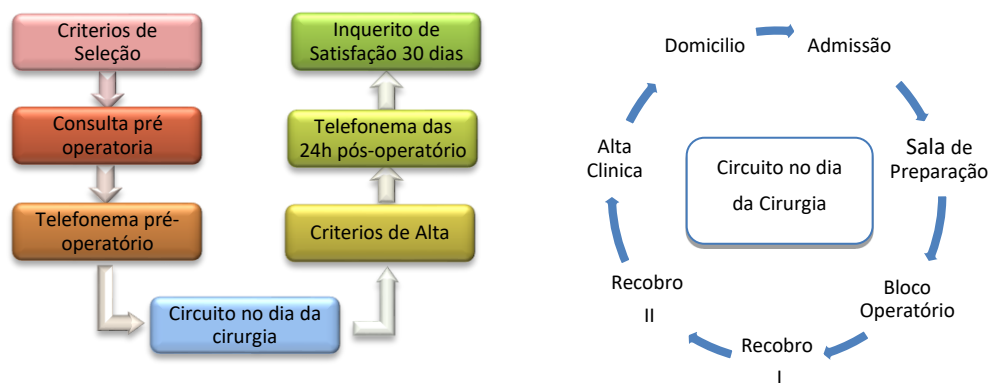 Criterios de
Seleção
Consulta pré
operatoria
Telefonema pré-
operatório
Circuito no dia da
cirurgia
Criterios de Alta
Telefonema das
24h pós-operatório
Inquerito de
Satisfação 30 dias
Domicilio
Admissão
Sala de
Preparação
Bloco
Operatório
Recobro
I
Recobro
II
Alta
Clinica
Circuito no dia
da Cirurgia